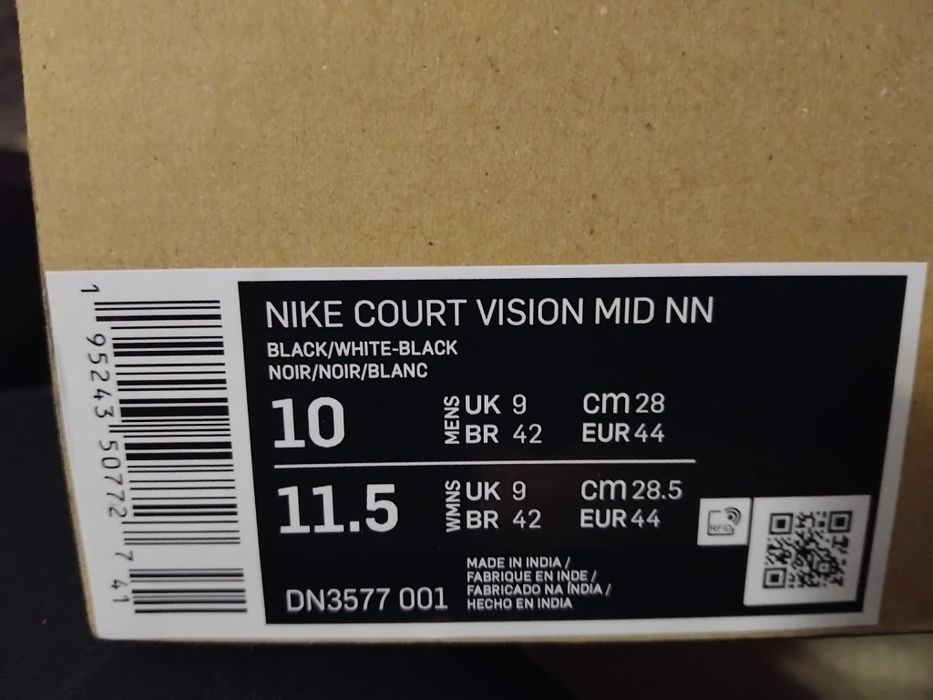 NIKE COURT VISION MID NN
BLACK/WHITE-BLACK
NOIR/NOIR/BLANC
10 MENS UK 9 cm 28
BR 42 EUR 44
11.5 WMNS UK 9 cm 28.5
BR 42 EUR 44
RFID
MADE IN INDIA /
FABRIQUE EN INDE /
FABRICADO NA ÍNDIA /
HECHO EN INDIA
DN3577 001
1 95243 50772 7 41